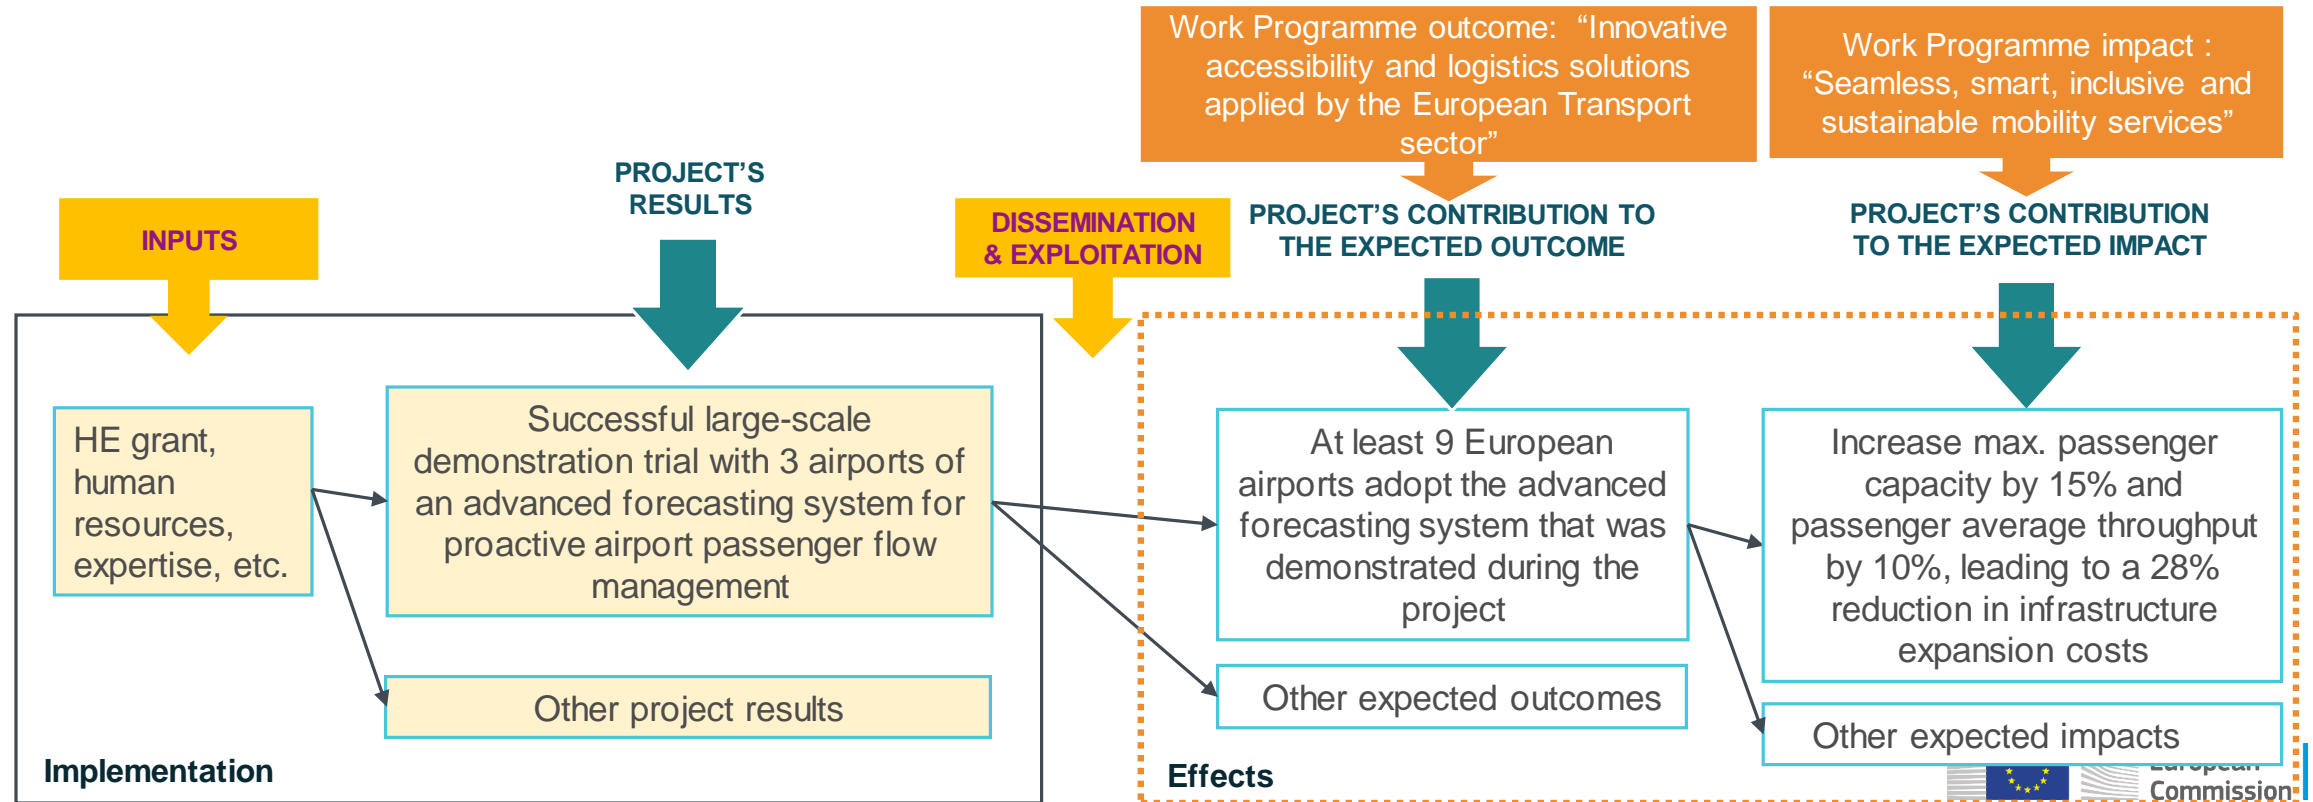 Work Programme outcome: “Innovative
accessibility and logistics solutions
applied by the European Transport
sector”
Work Programme impact :
“Seamless, smart, inclusive and
sustainable mobility services”
PROJECT’S
RESULTS
INPUTS
DISSEMINATION
& EXPLOITATION
PROJECT’S CONTRIBUTION TO
THE EXPECTED OUTCOME
PROJECT’S CONTRIBUTION
TO THE EXPECTED IMPACT
HE grant,
human
resources,
expertise, etc.
Successful large-scale
demonstration trial with 3 airports of
an advanced forecasting system for
proactive airport passenger flow
management
Other project results
Implementation
At least 9 European
airports adopt the advanced
forecasting system that was
demonstrated during the
project
Other expected outcomes
Increase max. passenger
capacity by 15% and
passenger average throughput
by 10%, leading to a 28%
reduction in infrastructure
expansion costs
Other expected impacts
Effects
European
Commission